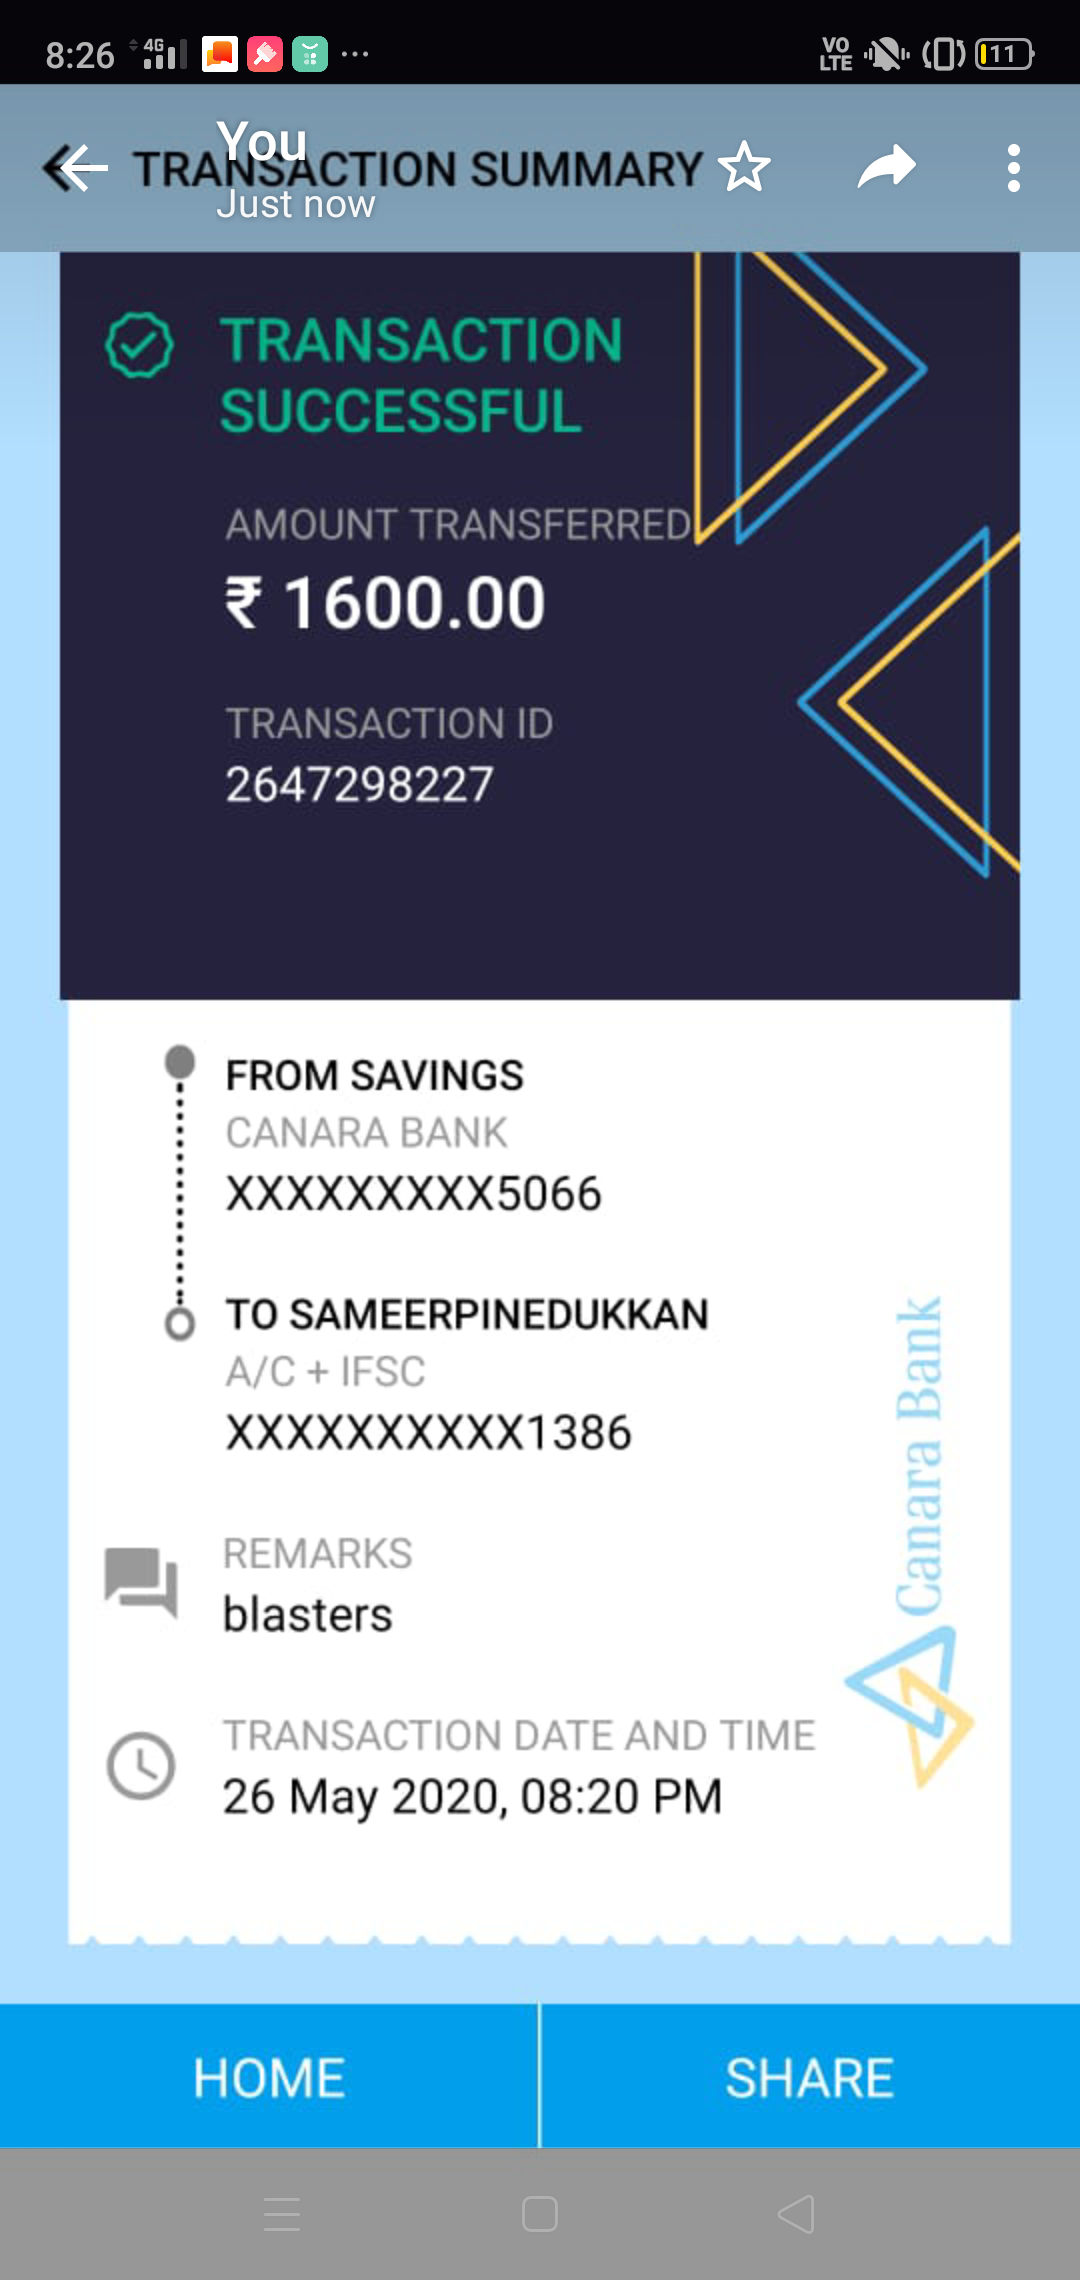 8:26 4G VO LTE 11
You
TRANSACTION SUMMARY
Just now
TRANSACTION
SUCCESSFUL
AMOUNT TRANSFERRED
₹ 1600.00
TRANSACTION ID
2647298227
FROM SAVINGS
CANARA BANK
XXXXXXXXX5066
TO SAMEERPINEDUKKAN
A/C + IFSC
XXXXXXXXXX1386
Canara Bank
REMARKS
blasters
TRANSACTION DATE AND TIME
26 May 2020, 08:20 PM
HOME SHARE